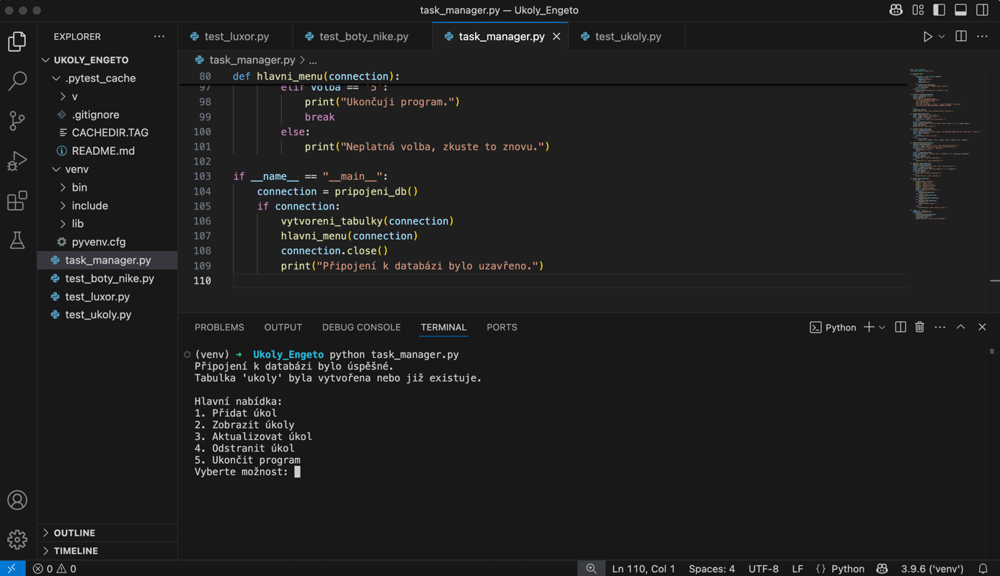 task_manager.py — Ukoly_Engeto
EXPLORER
UKOLY_ENGETO
.pytest_cache
v
.gitignore
CACHEDIR.TAG
README.md
venv
bin
include
lib
pyvenv.cfg
task_manager.py
test_boty_nike.py
test_luxor.py
test_ukoly.py
OUTLINE
TIMELINE
test_luxor.py
test_boty_nike.py
task_manager.py
test_ukoly.py
task_manager.py > ...
80 def hlavni_menu(connection):
97 elif volba == '5':
98 print("Ukončuji program.")
99 break
100 else:
101 print("Neplatná volba, zkuste to znovu.")
102
103 if __name__ == "__main__":
104 connection = pripojeni_db()
105 if connection:
106 vytvoreni_tabulky(connection)
107 hlavni_menu(connection)
108 connection.close()
109 print("Připojení k databázi bylo uzavřeno.")
110
PROBLEMS OUTPUT DEBUG CONSOLE TERMINAL PORTS
Python
(venv) ➜ Ukoly_Engeto python task_manager.py
Připojení k databázi bylo úspěšné.
Tabulka 'ukoly' byla vytvořena nebo již existuje.
Hlavní nabídka:
1. Přidat úkol
2. Zobrazit úkoly
3. Aktualizovat úkol
4. Odstranit úkol
5. Ukončit program
Vyberte možnost:
0 0
Ln 110, Col 1 Spaces: 4 UTF-8 LF {} Python 3.9.6 ('venv')